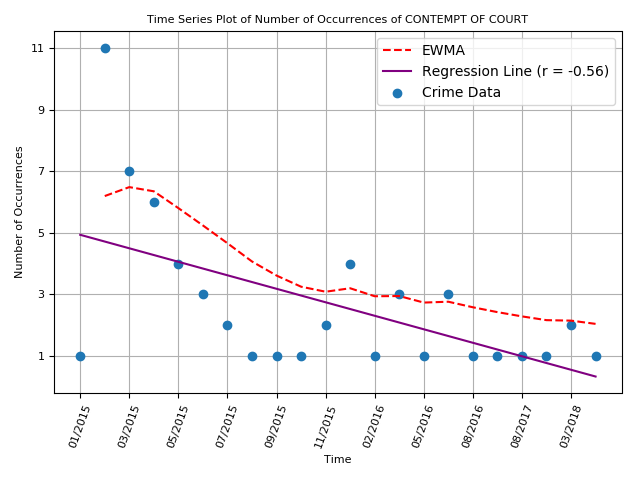 Time Series Plot of Number of Occurrences of CONTEMPT OF COURT
EWMA
Regression Line (r = -0.56)
Crime Data
Number of Occurrences
11
9
7
5
3
1
01/2015
03/2015
05/2015
07/2015
09/2015
11/2015
02/2016
05/2016
08/2016
08/2017
03/2018
Time